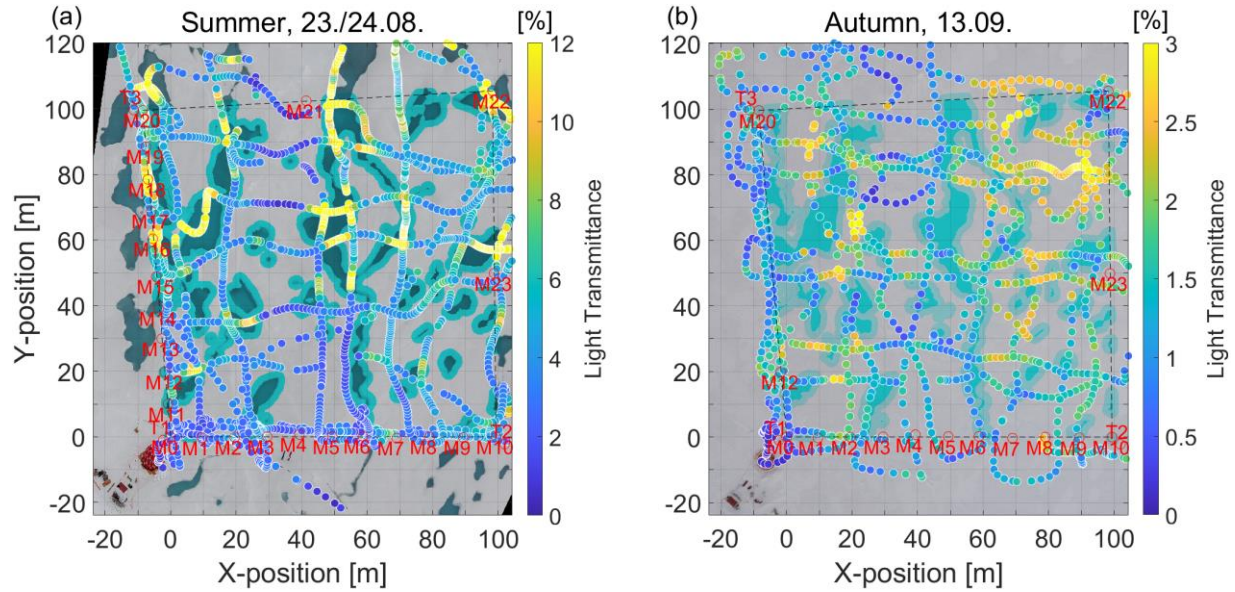 (a)
Summer, 23./24.08.
[%]
120
100
80
60
40
20
0
-20
Y-position [m]
-20 0 20 40 60 80 100
X-position [m]
12
10
8
6
4
2
0
Light Transmittance
T3
M20
M19
M18
M17
M16
M15
M14
M13
M12
M11
T1
M0 M1 M2 M3 M4 M5 M6 M7 M8 M9 M10
T2
M21
M22
M23
(b)
Autumn, 13.09.
[%]
120
100
80
60
40
20
0
-20
-20 0 20 40 60 80 100
X-position [m]
3
2.5
2
1.5
1
0.5
0
Light Transmittance
T3
M20
M12
T1
M0 M1 M2 M3 M4 M5 M6 M7 M8 M9 M10
T2
M22
M23